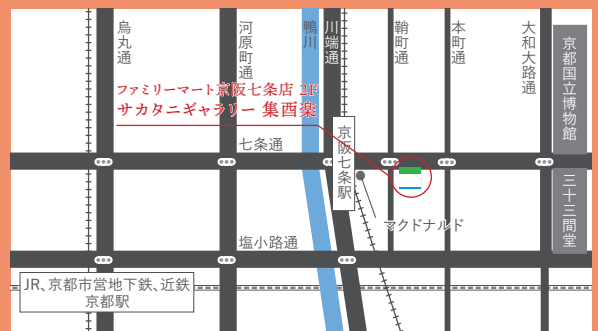 烏丸通
河原町通
鴨川
川端通
鞘町通
本町通
大和大路通
京都国立博物館
ファミリーマート京阪七条店 2F
サカタニギャラリー 集酉楽
七条通
京阪七条駅
三十三間堂
マクドナルド
塩小路通
JR、京都市営地下鉄、近鉄
京都駅